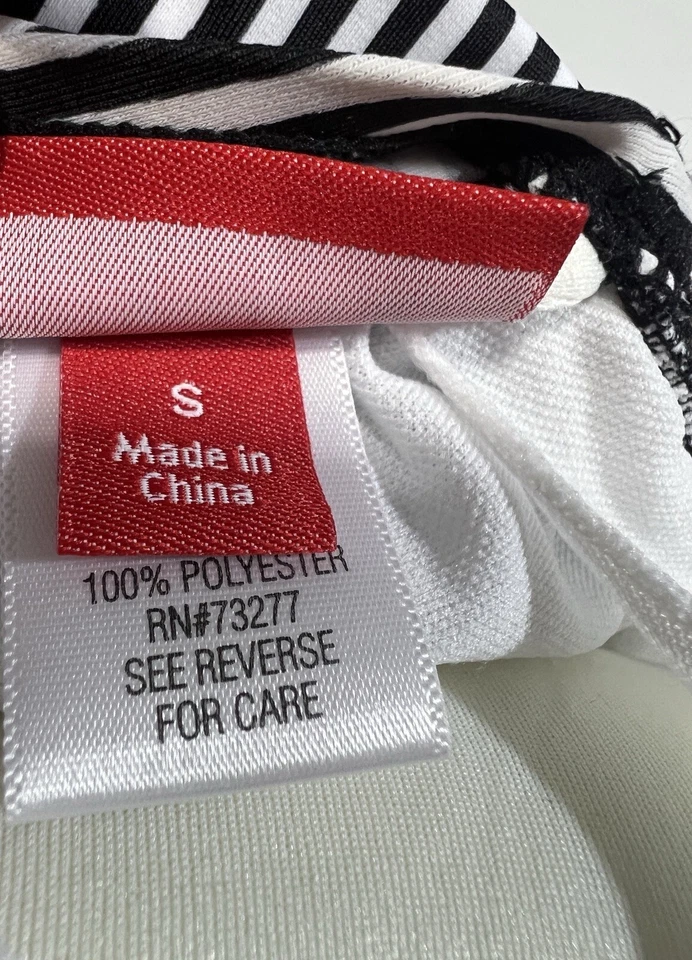 S
Made in
China
100% POLYESTER
RN#73277
SEE REVERSE
FOR CARE